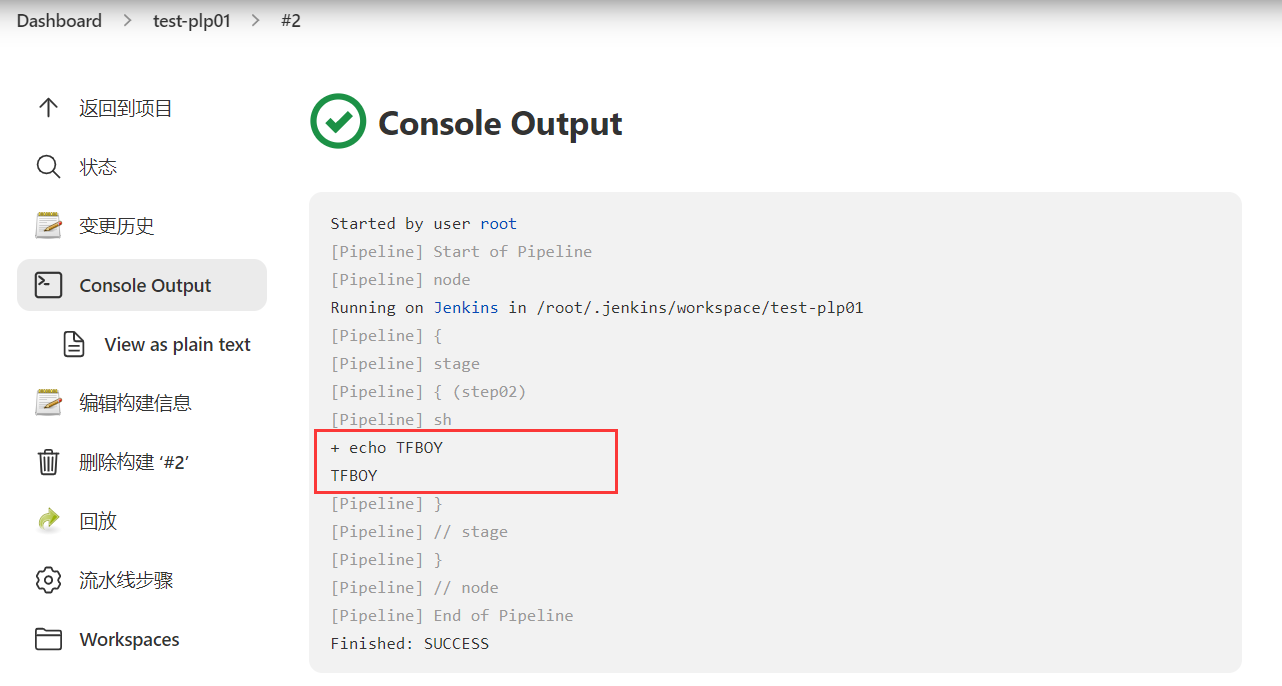 Dashboard > test-plp01 > #2
返回到项目
状态
变更历史
Console Output
View as plain text
编辑构建信息
删除构建 ‘#2’
回放
流水线步骤
Workspaces
Console Output
Started by user root
[Pipeline] Start of Pipeline
[Pipeline] node
Running on Jenkins in /root/.jenkins/workspace/test-plp01
[Pipeline] {
[Pipeline] stage
[Pipeline] { (step02)
[Pipeline] sh
+ echo TFBOY
TFBOY
[Pipeline] }
[Pipeline] // stage
[Pipeline] }
[Pipeline] // node
[Pipeline] End of Pipeline
Finished: SUCCESS